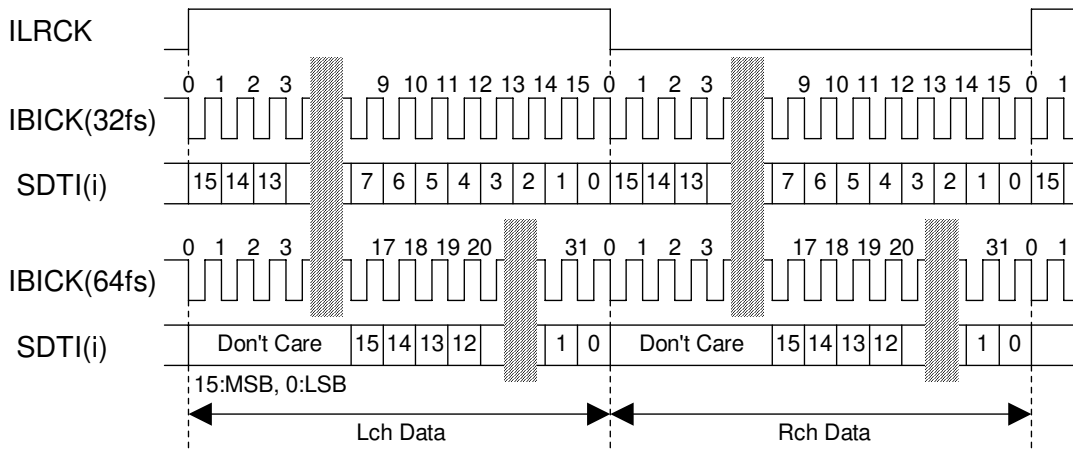 ILRCK
0 1 2 3 9 10 11 12 13 14 15 0 1 2 3 9 10 11 12 13 14 15 0 1
IBICK(32fs)
SDTI(i) 15 14 13 7 6 5 4 3 2 1 0 15 14 13 7 6 5 4 3 2 1 0 15
0 1 2 3 17 18 19 20 31 0 1 2 3 17 18 19 20 31 0 1
IBICK(64fs)
SDTI(i) Don't Care 15 14 13 12 1 0 Don't Care 15 14 13 12 1 0
15:MSB, 0:LSB
Lch Data Rch Data